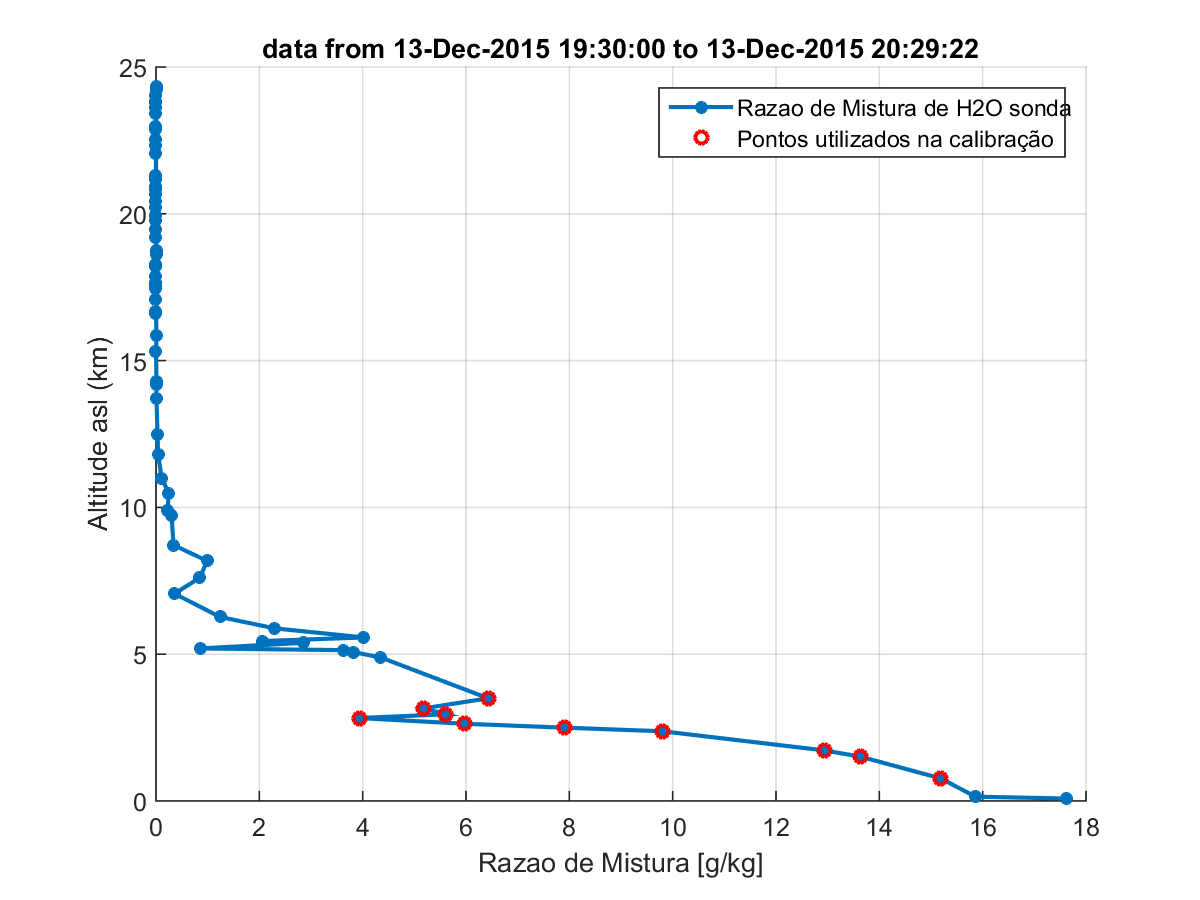 data from 13-Dec-2015 19:30:00 to 13-Dec-2015 20:29:22
25
20
15
10
5
0
Altitude asl (km)
Razao de Mistura de H2O sonda
Pontos utilizados na calibração
0 2 4 6 8 10 12 14 16 18
Razao de Mistura [g/kg]